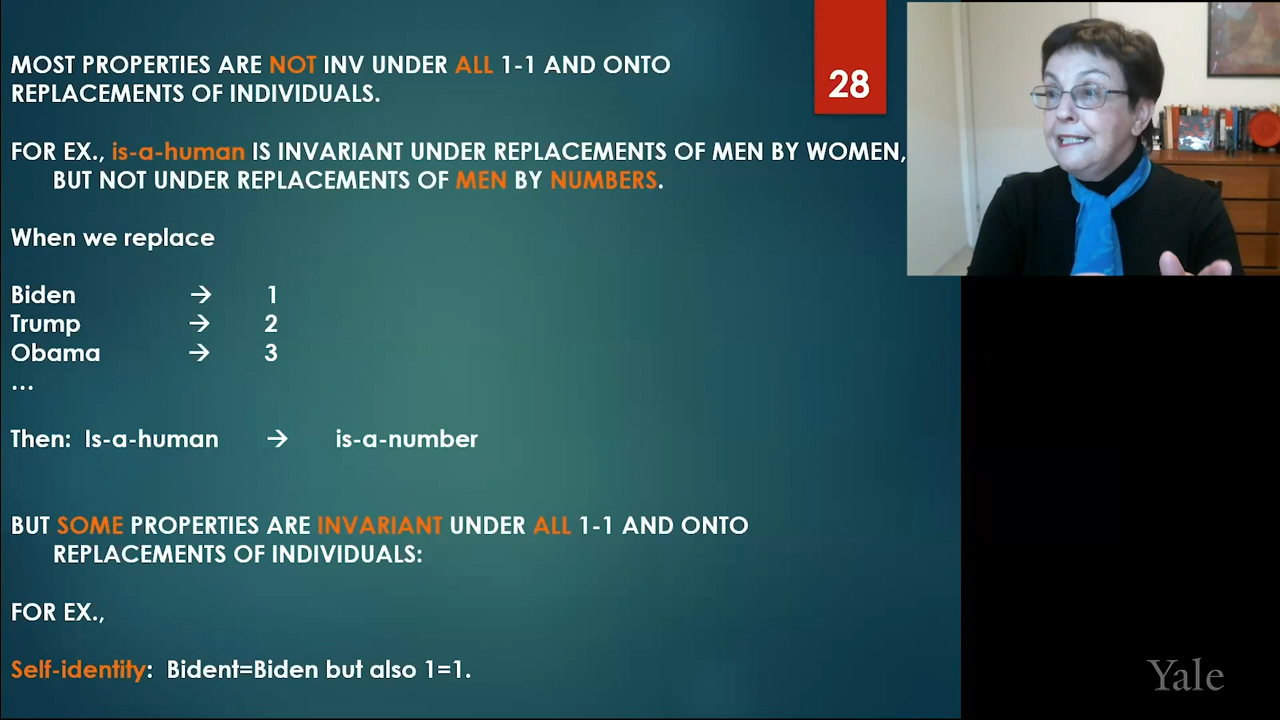 MOST PROPERTIES ARE NOT INV UNDER ALL 1-1 AND ONTO
REPLACEMENTS OF INDIVIDUALS.
28
FOR EX., is-a-human IS INVARIANT UNDER REPLACEMENTS OF MEN BY WOMEN,
BUT NOT UNDER REPLACEMENTS OF MEN BY NUMBERS.
When we replace
Biden → 1
Trump → 2
Obama → 3
...
Then: Is-a-human → is-a-number
BUT SOME PROPERTIES ARE INVARIANT UNDER ALL 1-1 AND ONTO
REPLACEMENTS OF INDIVIDUALS:
FOR EX.,
Self-identity: Bident=Biden but also 1=1.
Yale